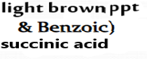 light brown ppt
& Benzoic)
succinic acid